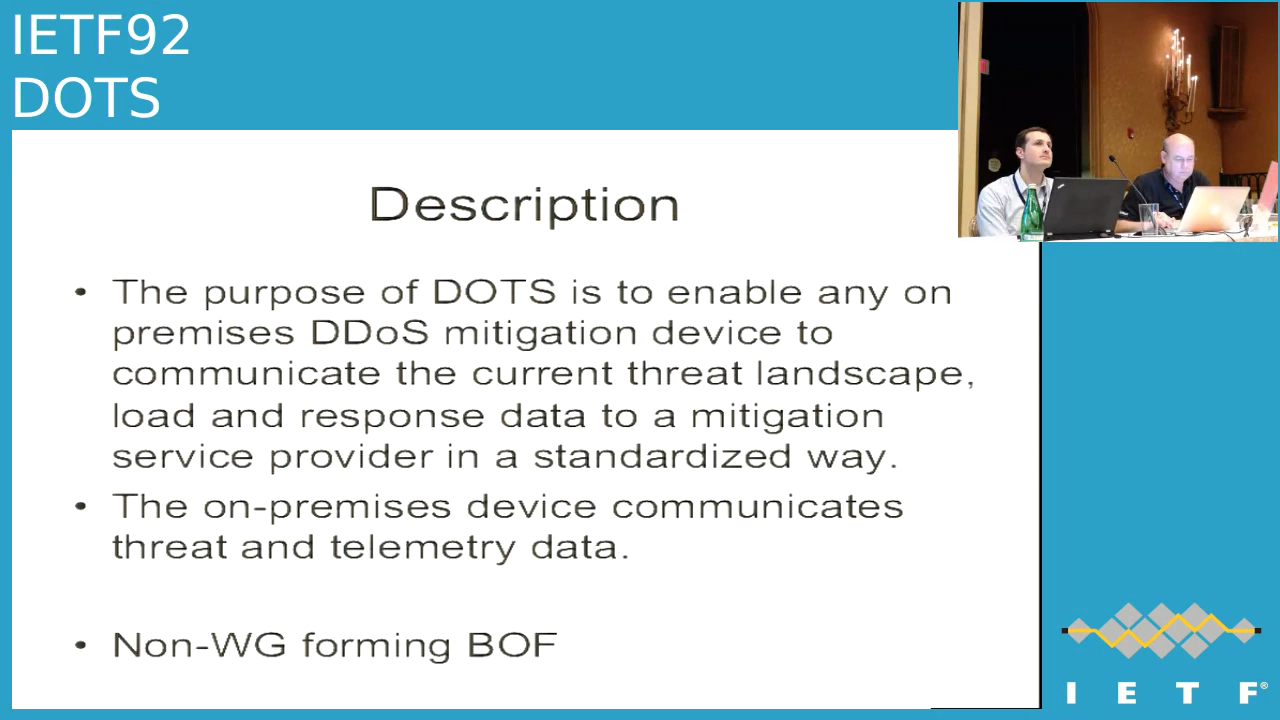 IETF92
DOTS
Description
• The purpose of DOTS is to enable any on
premises DDoS mitigation device to
communicate the current threat landscape,
load and response data to a mitigation
service provider in a standardized way.
• The on-premises device communicates
threat and telemetry data.
• Non-WG forming BOF
I E T F®